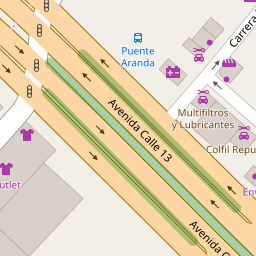 Carrera
Puente
Aranda
Avenida Calle 13
Multifiltros
y Lubricantes
Colfil Repu
Env
utlet
Avenida C